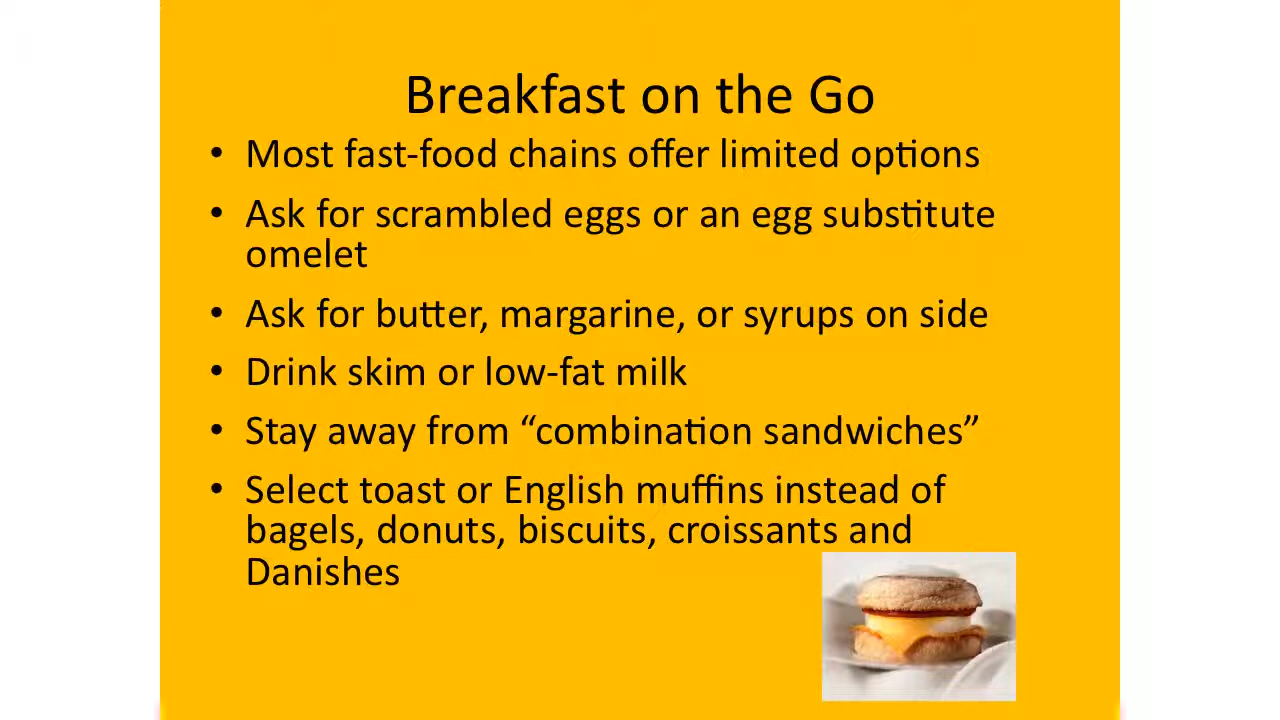 Breakfast on the Go
• Most fast-food chains offer limited options
• Ask for scrambled eggs or an egg substitute
omelet
• Ask for butter, margarine, or syrups on side
• Drink skim or low-fat milk
• Stay away from “combination sandwiches”
• Select toast or English muffins instead of
bagels, donuts, biscuits, croissants and
Danishes